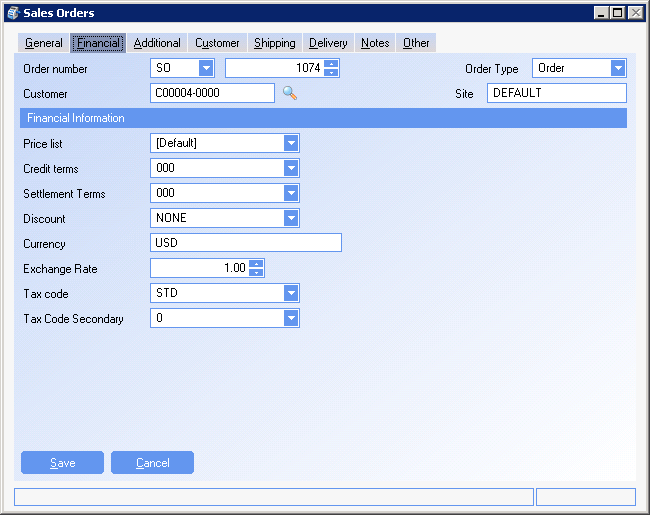 Sales Orders
General Financial Additional Customer Shipping Delivery Notes Other
Order number SO 1074 Order Type Order
Customer C00004-0000 Site DEFAULT
Financial Information
Price list [Default]
Credit terms 000
Settlement Terms 000
Discount NONE
Currency USD
Exchange Rate 1.00
Tax code STD
Tax Code Secondary 0
Save Cancel